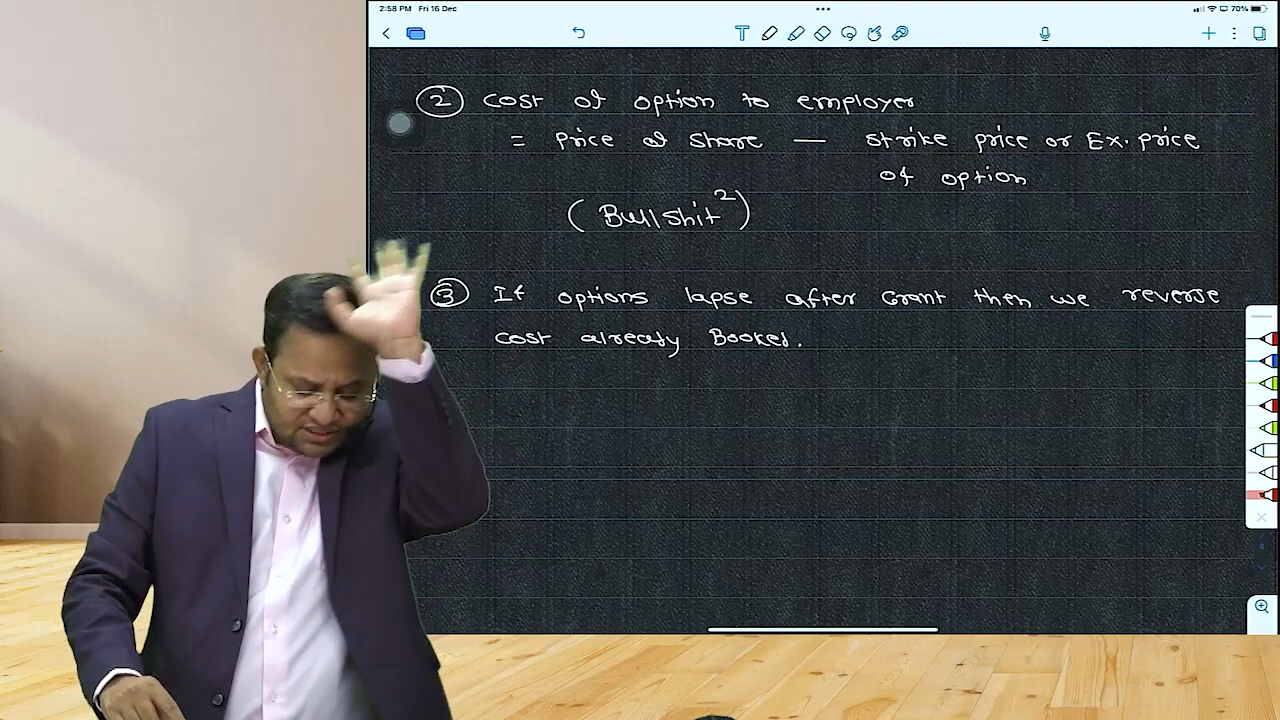 2:58 PM Fri 16 Dec
70%
② Cost of option to employer
= Price of share — strike price or Ex. price
of option
(Bullshit²)
③ If options lapse after Grant then we reverse
cost already Booked.